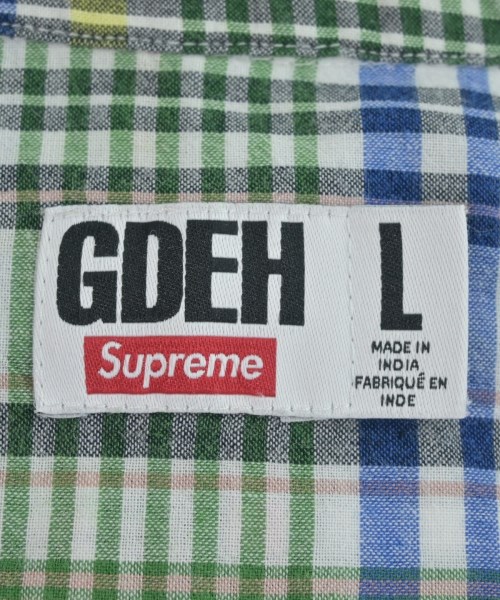 GDEH
Supreme
L
MADE IN
INDIA
FABRIQUÉ EN
INDE